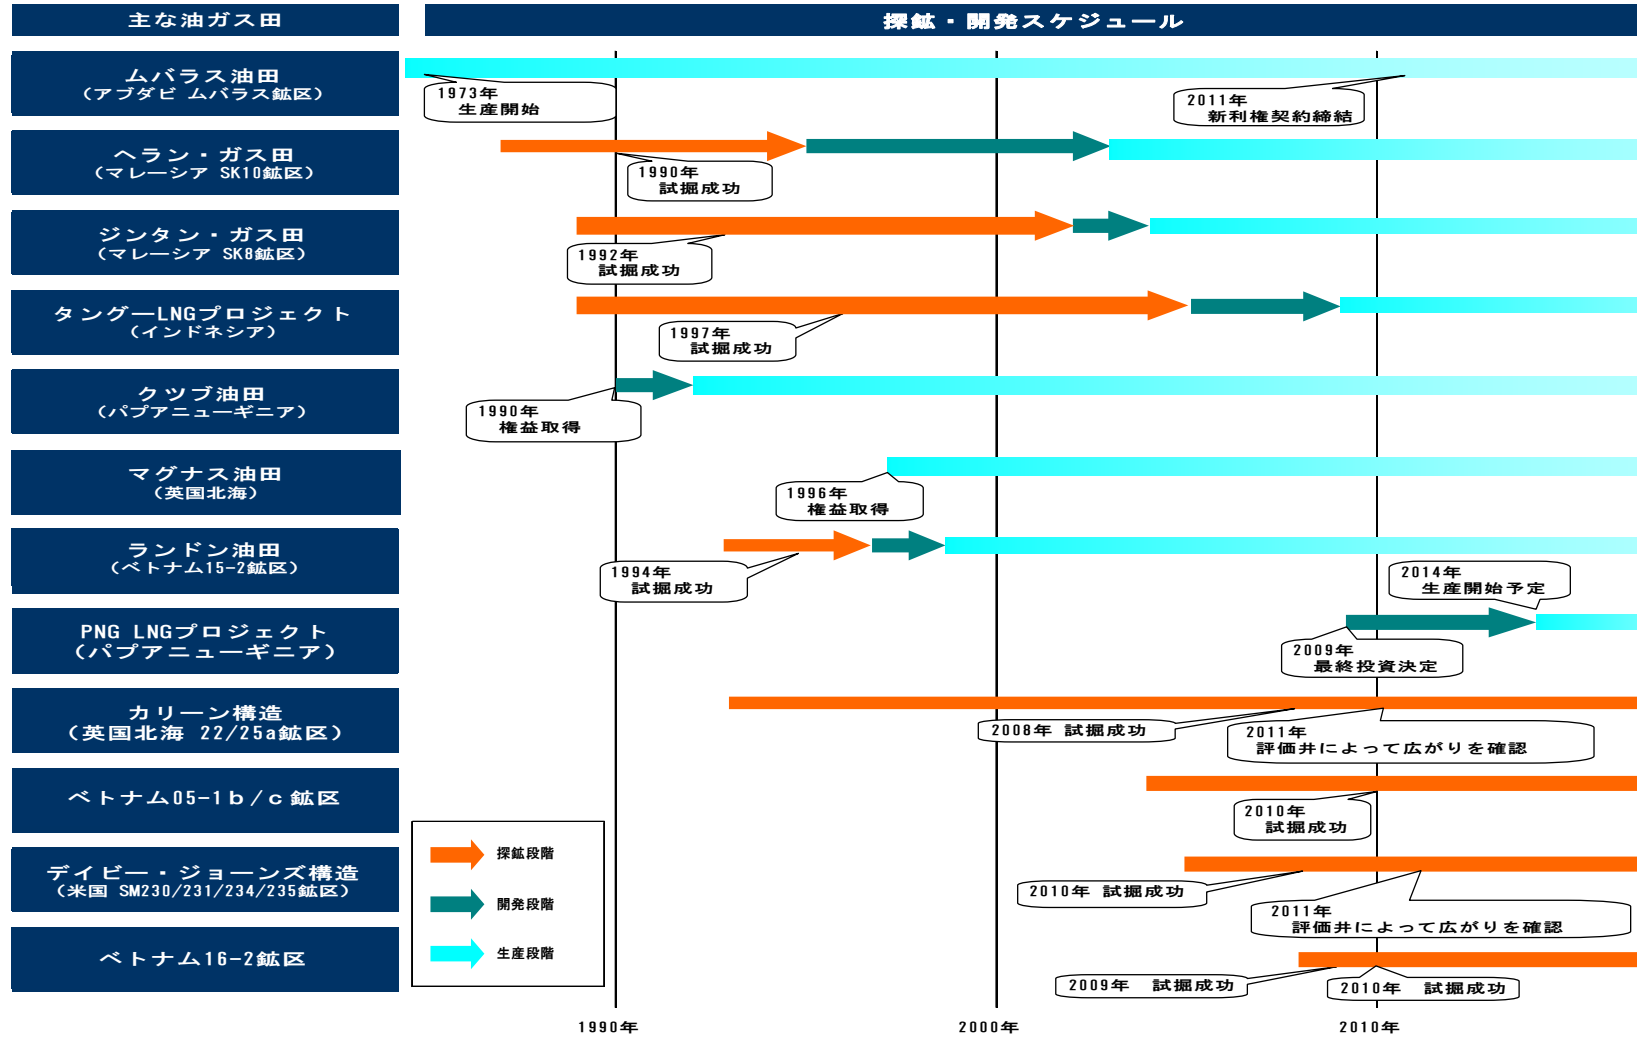 主な油ガス田
探鉱・開発スケジュール
ムバラス油田
（アブダビ ムバラス鉱区）
1973年
生産開始
2011年
新利権契約締結
ヘラン・ガス田
（マレーシア SK10鉱区）
1990年
試掘成功
ジンタン・ガス田
（マレーシア SK8鉱区）
1992年
試掘成功
タングーLNGプロジェクト
（インドネシア）
1997年
試掘成功
クツブ油田
（パプアニューギニア）
1990年
権益取得
マグナス油田
（英国北海）
1996年
権益取得
ランドン油田
（ベトナム15-2鉱区）
1994年
試掘成功
2014年
生産開始予定
PNG LNGプロジェクト
（パプアニューギニア）
2009年
最終投資決定
カリーン構造
（英国北海 22/25a鉱区）
2008年 試掘成功
2011年
評価井によって広がりを確認
ベトナム05-1ｂ/ｃ鉱区
2010年
試掘成功
デイビー・ジョーンズ構造
（米国 SM230/231/234/235鉱区）
2010年 試掘成功
2011年
評価井によって広がりを確認
ベトナム16-2鉱区
2009年 試掘成功
2010年 試掘成功
探鉱段階
開発段階
生産段階
1990年
2000年
2010年